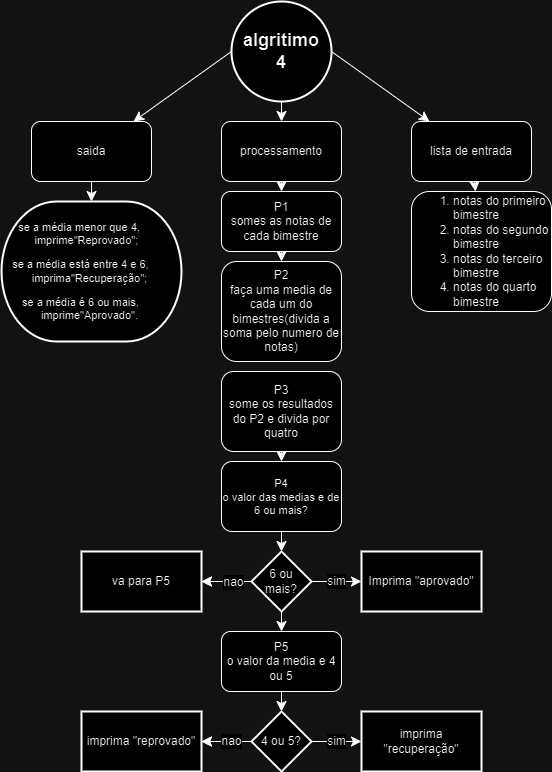 algritimo
4
saida
processamento
lista de entrada
se a média menor que 4,
imprime"Reprovado";
se a média está entre 4 e 6,
imprima"Recuperação";
se a média é 6 ou mais,
imprime"Aprovado".
P1
somes as notas de
cada bimestre
1. notas do primeiro
bimestre
2. notas do segundo
bimestre
3. notas do terceiro
bimestre
4. notas do quarto
bimestre
P2
faça uma media de
cada um do
bimestres(divida a
soma pelo numero de
notas)
P3
some os resultados
do P2 e divida por
quatro
P4
o valor das medias e de
6 ou mais?
va para P5
nao
6 ou
mais?
sim
Imprima "aprovado"
P5
o valor da media e 4
ou 5
imprima "reprovado"
nao
4 ou 5?
sim
imprima
"recuperação"